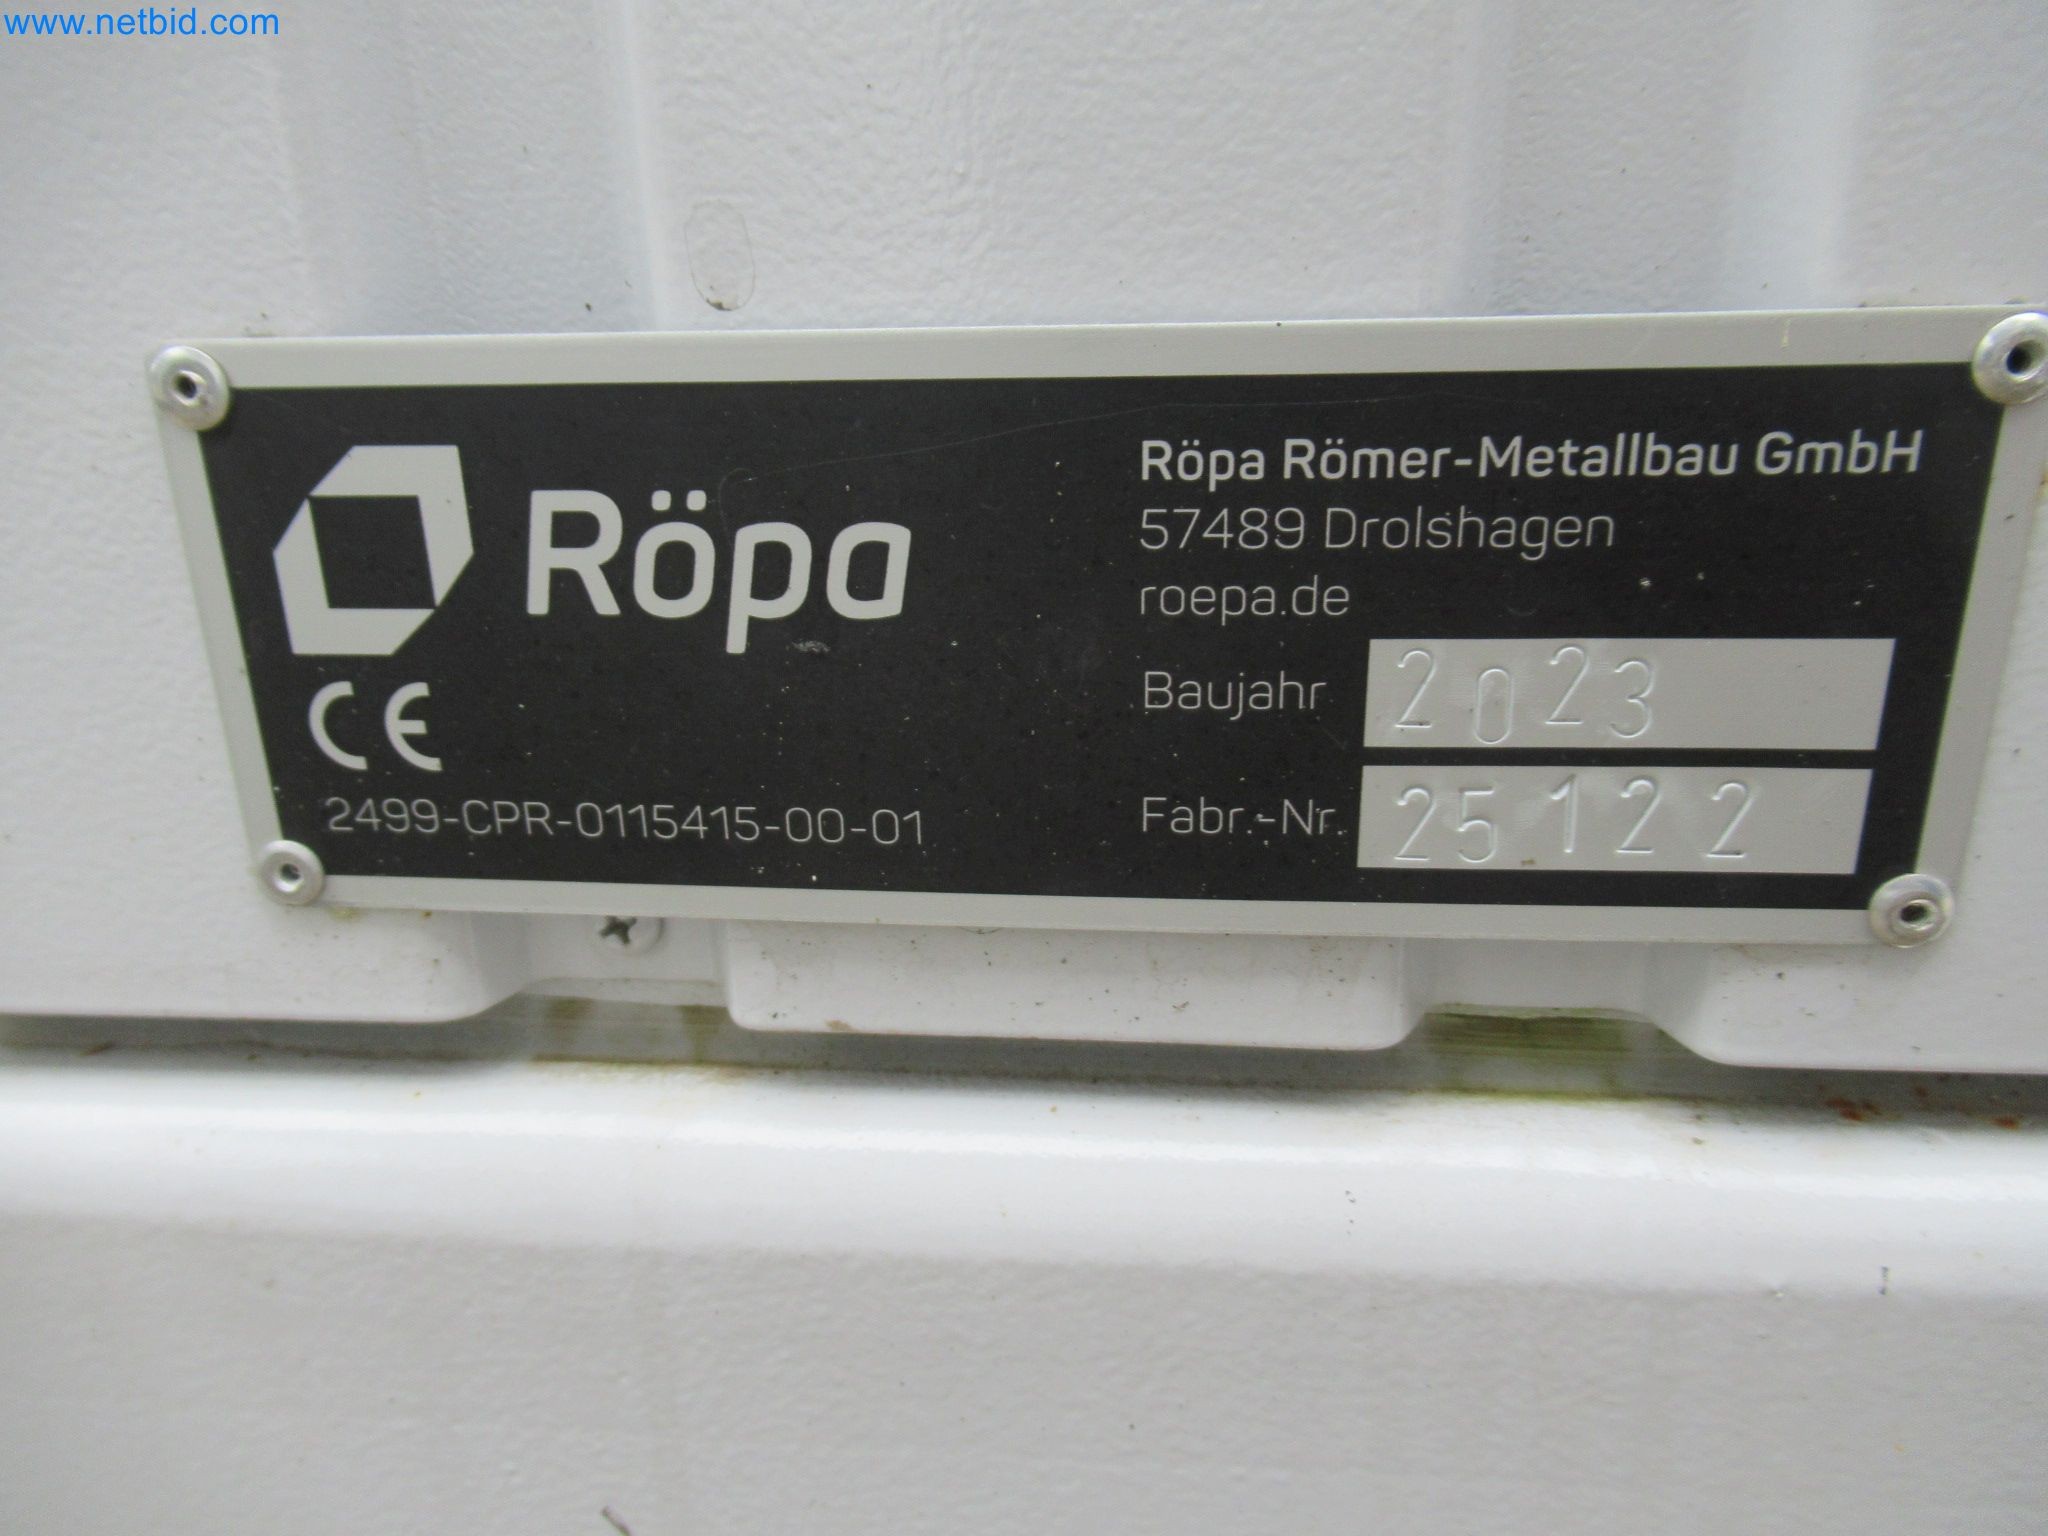 www.netbid.com
Röpa
CE
2499-CPR-0115415-00-01
Röpa Römer-Metallbau GmbH
57489 Drolshagen
roepa.de
Baujahr 2023
Fabr.-Nr. 25122